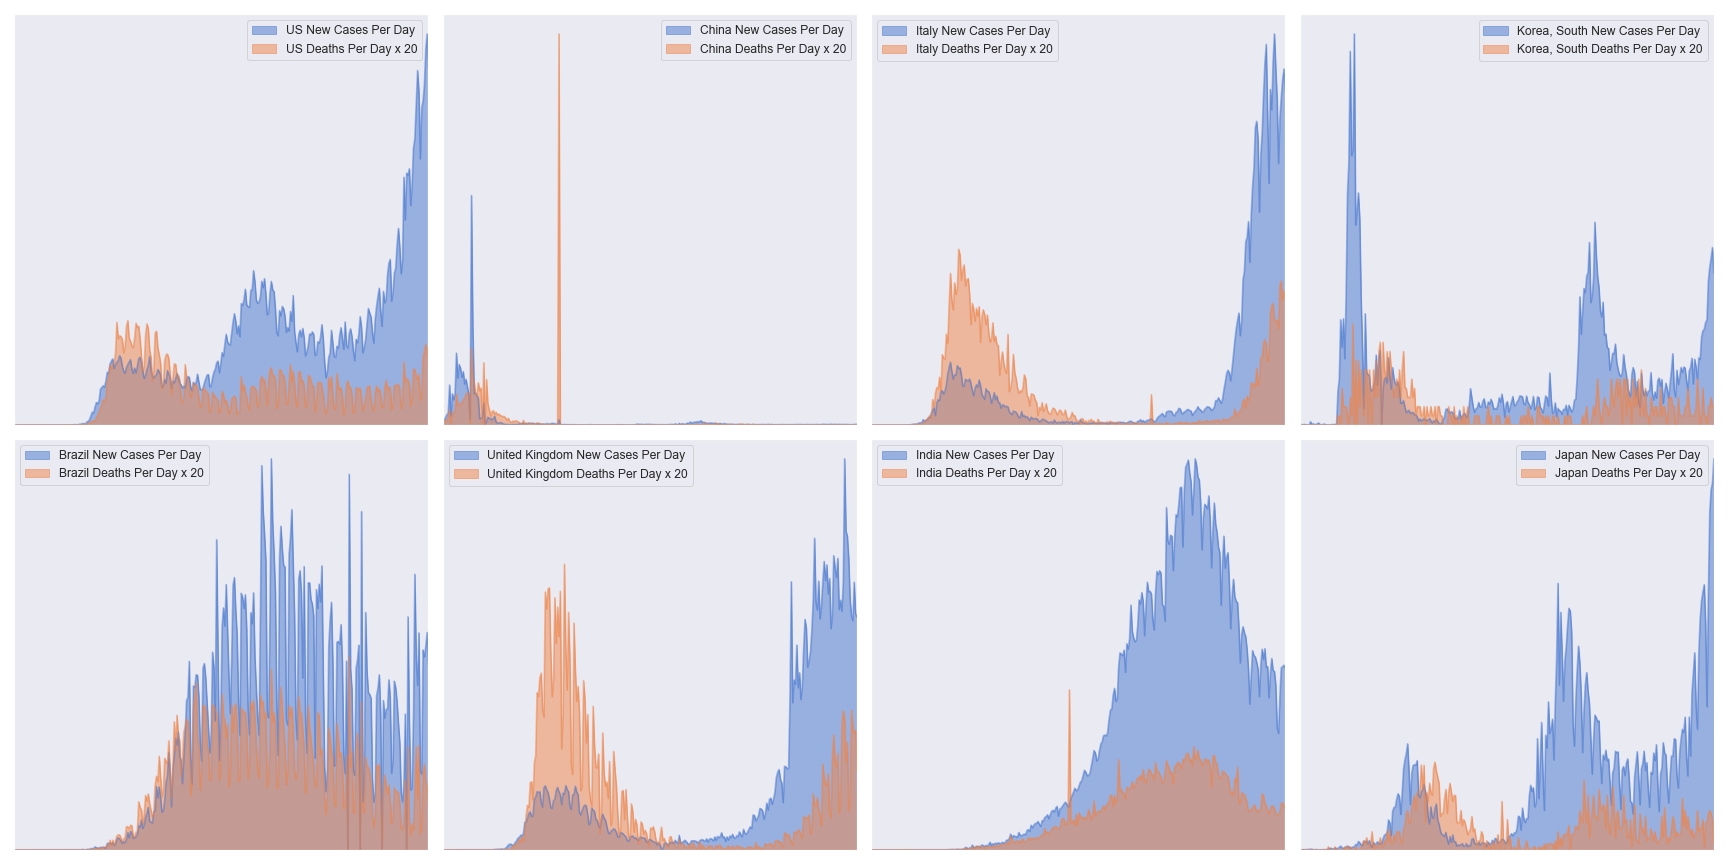 US New Cases Per Day
US Deaths Per Day x 20
China New Cases Per Day
China Deaths Per Day x 20
Italy New Cases Per Day
Italy Deaths Per Day x 20
Korea, South New Cases Per Day
Korea, South Deaths Per Day x 20
Brazil New Cases Per Day
Brazil Deaths Per Day x 20
United Kingdom New Cases Per Day
United Kingdom Deaths Per Day x 20
India New Cases Per Day
India Deaths Per Day x 20
Japan New Cases Per Day
Japan Deaths Per Day x 20